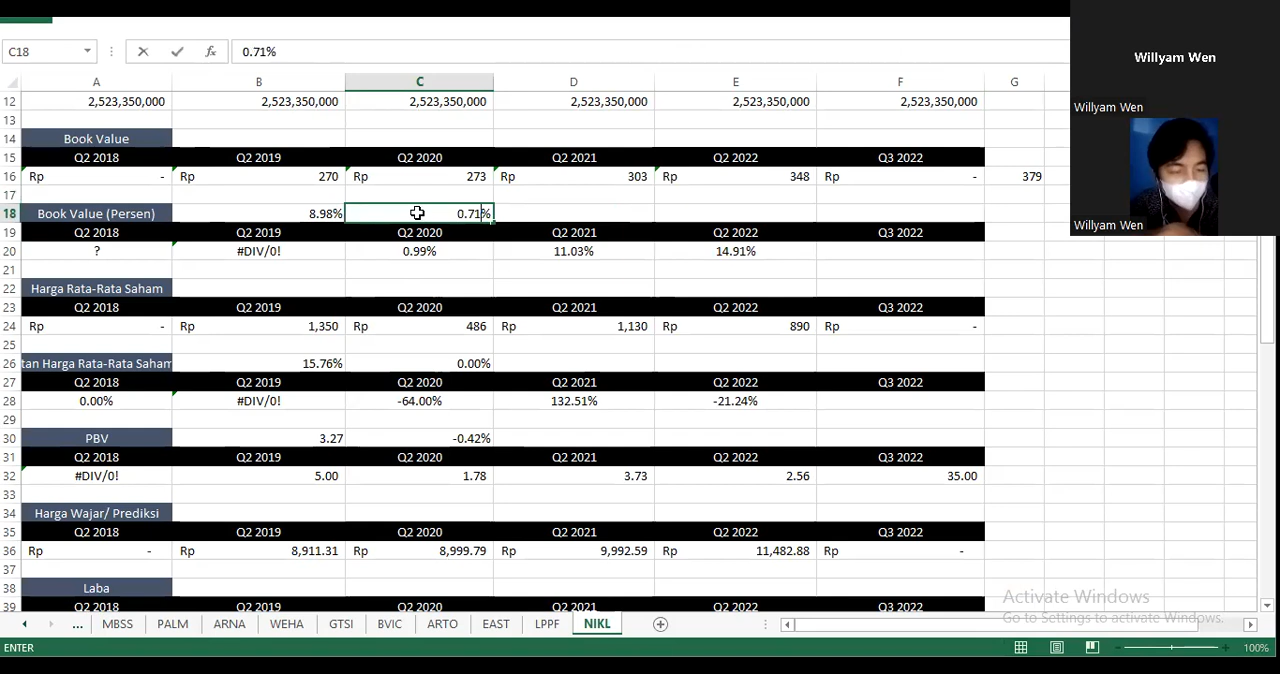 Willyam Wen
Willyam Wen
Willyam Wen
C18 fx 0.71%
A B C D E F G
12 2,523,350,000 2,523,350,000 2,523,350,000 2,523,350,000 2,523,350,000 2,523,350,000
13
14 Book Value
15 Q2 2018 Q2 2019 Q2 2020 Q2 2021 Q2 2022 Q3 2022
16 Rp - Rp 270 Rp 273 Rp 303 Rp 348 Rp - 379
17
18 Book Value (Persen) 8.98% 0.71%
19 Q2 2018 Q2 2019 Q2 2020 Q2 2021 Q2 2022 Q3 2022
20 ? #DIV/0! 0.99% 11.03% 14.91%
21
22 Harga Rata-Rata Saham
23 Q2 2018 Q2 2019 Q2 2020 Q2 2021 Q2 2022 Q3 2022
24 Rp - Rp 1,350 Rp 486 Rp 1,130 Rp 890 Rp -
25
26 tan Harga Rata-Rata Saham 15.76% 0.00%
27 Q2 2018 Q2 2019 Q2 2020 Q2 2021 Q2 2022 Q3 2022
28 0.00% #DIV/0! -64.00% 132.51% -21.24%
29
30 PBV 3.27 -0.42%
31 Q2 2018 Q2 2019 Q2 2020 Q2 2021 Q2 2022 Q3 2022
32 #DIV/0! 5.00 1.78 3.73 2.56 35.00
33
34 Harga Wajar/ Prediksi
35 Q2 2018 Q2 2019 Q2 2020 Q2 2021 Q2 2022 Q3 2022
36 Rp - Rp 8,911.31 Rp 8,999.79 Rp 9,992.59 Rp 11,482.88 Rp -
37
38 Laba
39 Q2 2018 Q2 2019 Q2 2020 Q2 2021 Q2 2022 Q3 2022
Activate Windows
Go to Settings to activate Windows.
... MBSS PALM ARNA WEHA GTSI BVIC ARTO EAST LPPF NIKL
ENTER 100%